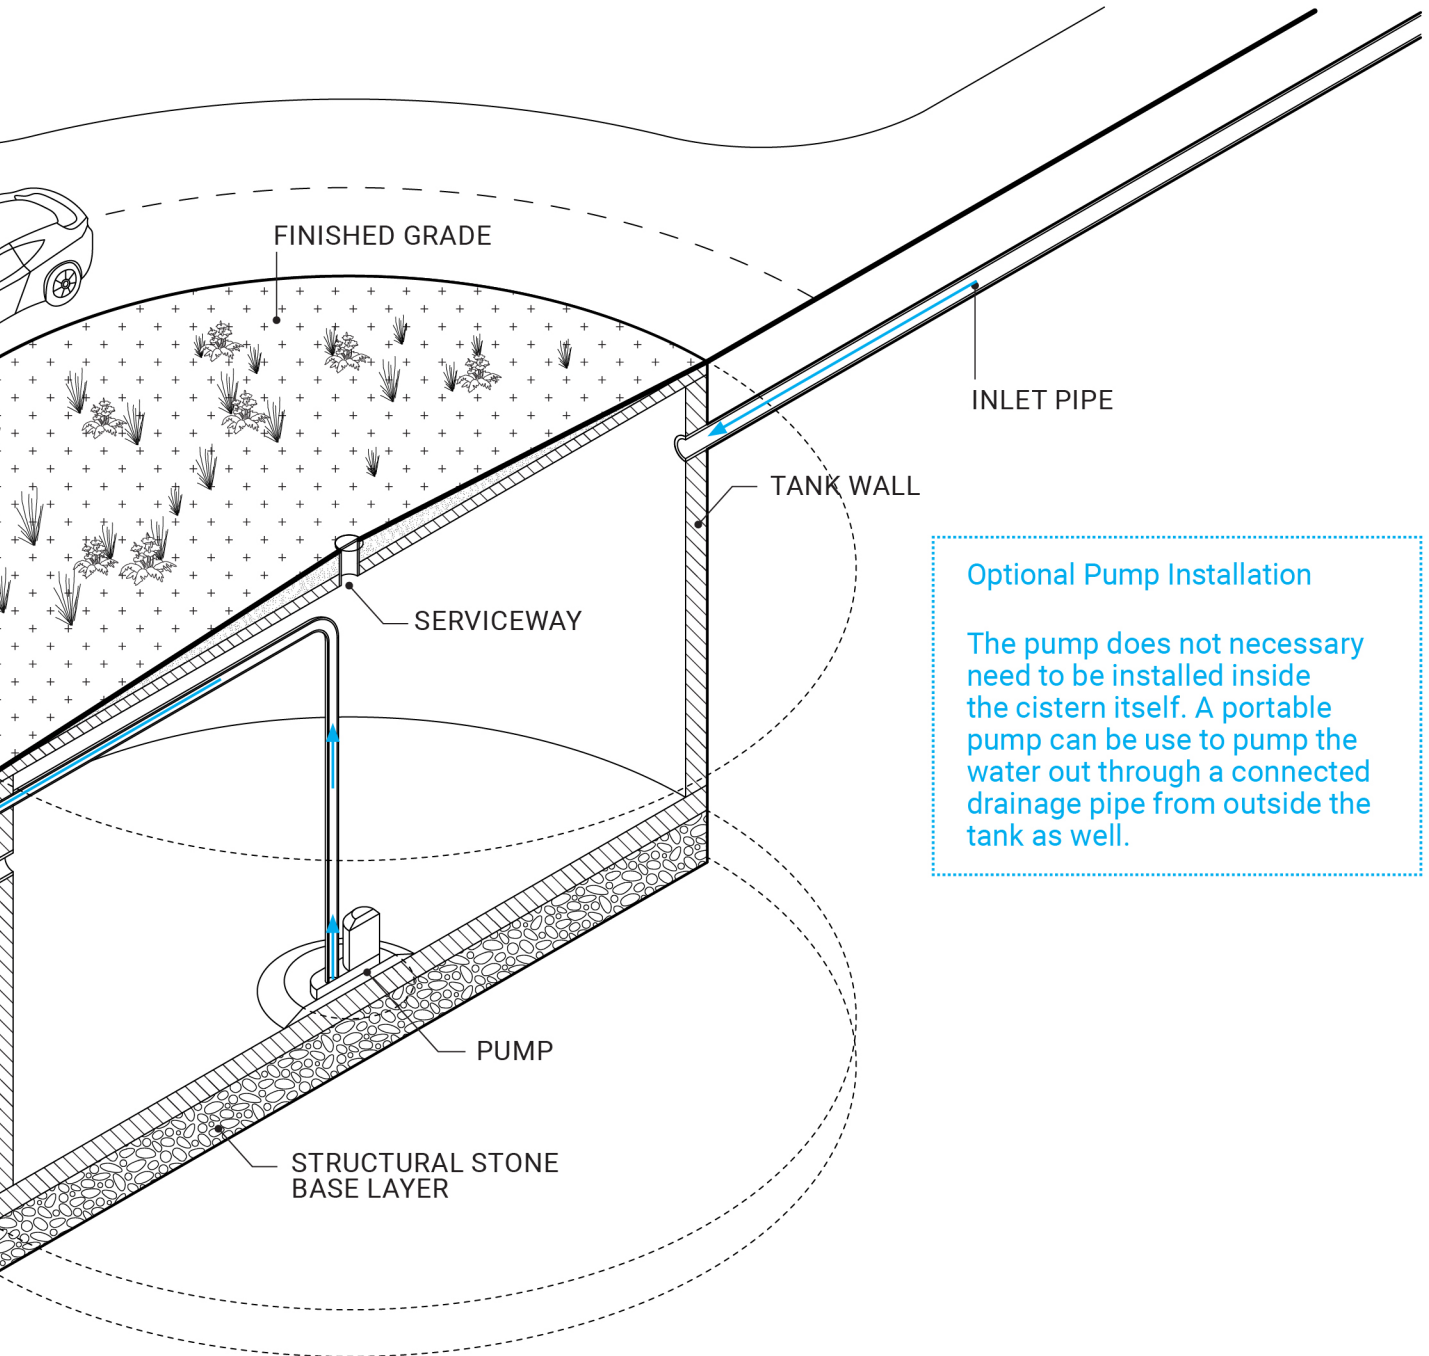 FINISHED GRADE
INLET PIPE
TANK WALL
Optional Pump Installation
The pump does not necessary
need to be installed inside
the cistern itself. A portable
pump can be use to pump the
water out through a connected
drainage pipe from outside the
tank as well.
SERVICEWAY
PUMP
STRUCTURAL STONE
BASE LAYER